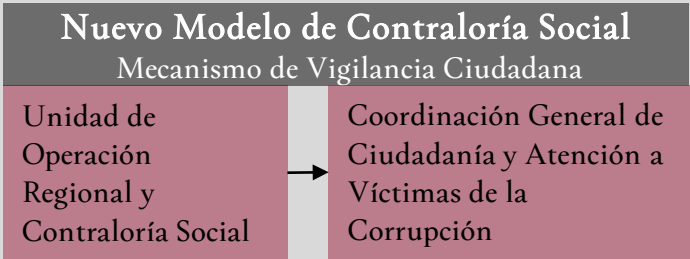 Nuevo Modelo de Contraloría Social
Mecanismo de Vigilancia Ciudadana
Unidad de
Operación
Regional y
Contraloría Social
Coordinación General de
Ciudadanía y Atención a
Víctimas de la
Corrupción